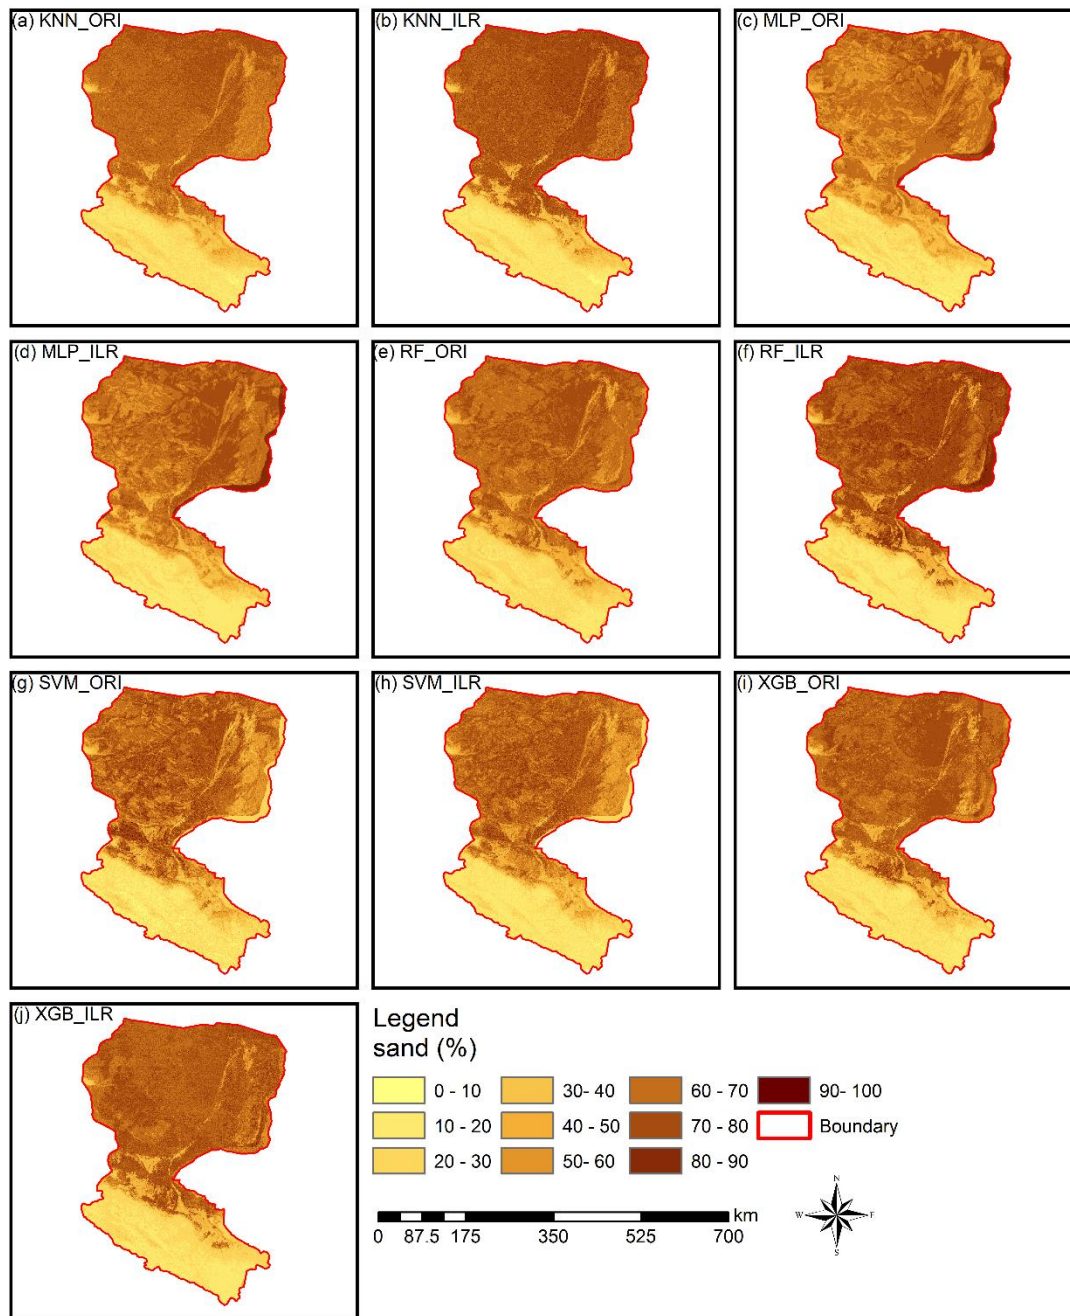 (a) KNN_ORI
(b) KNN_ILR
(c) MLP_ORI
(d) MLP_ILR
(e) RF_ORI
(f) RF_ILR
(g) SVM_ORI
(h) SVM_ILR
(i) XGB_ORI
(j) XGB_ILR
Legend
sand (%)
0 - 10
30- 40
60 - 70
90- 100
10 - 20
40 - 50
70 - 80
Boundary
20 - 30
50- 60
80 - 90
km
0 87.5 175 350 525 700
N
W
E
S